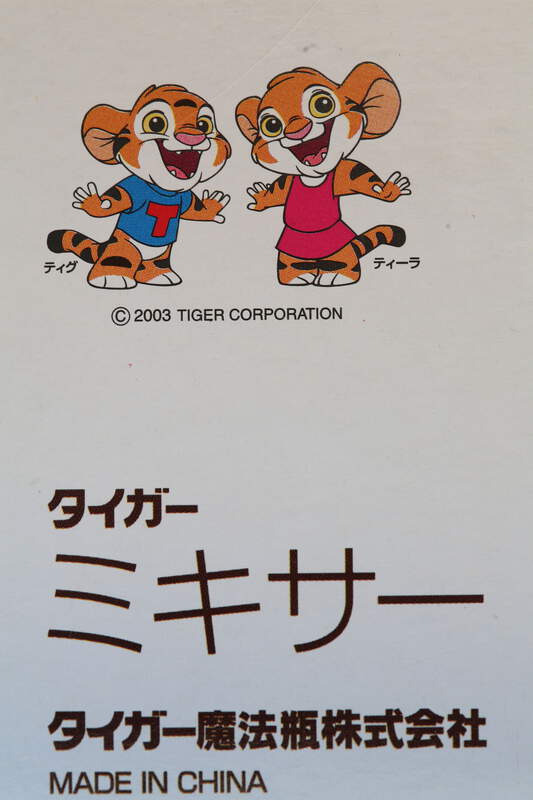 T
ティグ
ティーラ
© 2003 TIGER CORPORATION
タイガー
ミキサー
タイガー魔法瓶株式会社
MADE IN CHINA